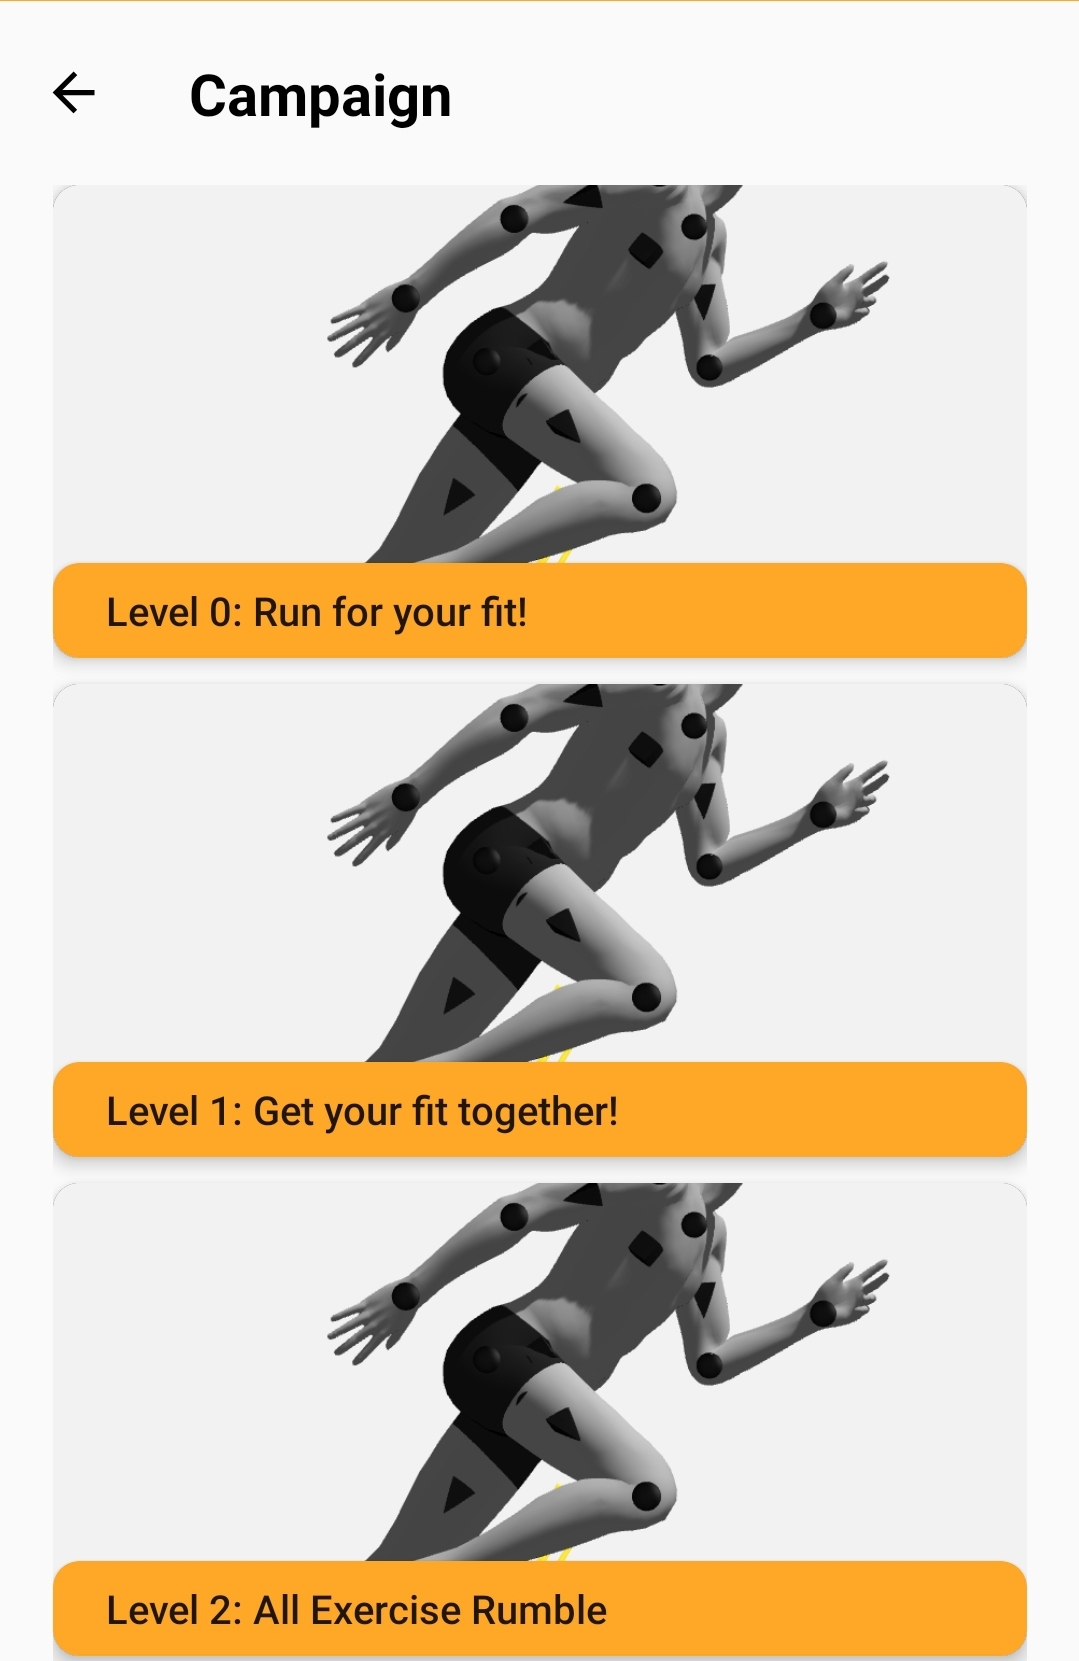 Campaign
Level 0: Run for your fit!
Level 1: Get your fit together!
Level 2: All Exercise Rumble